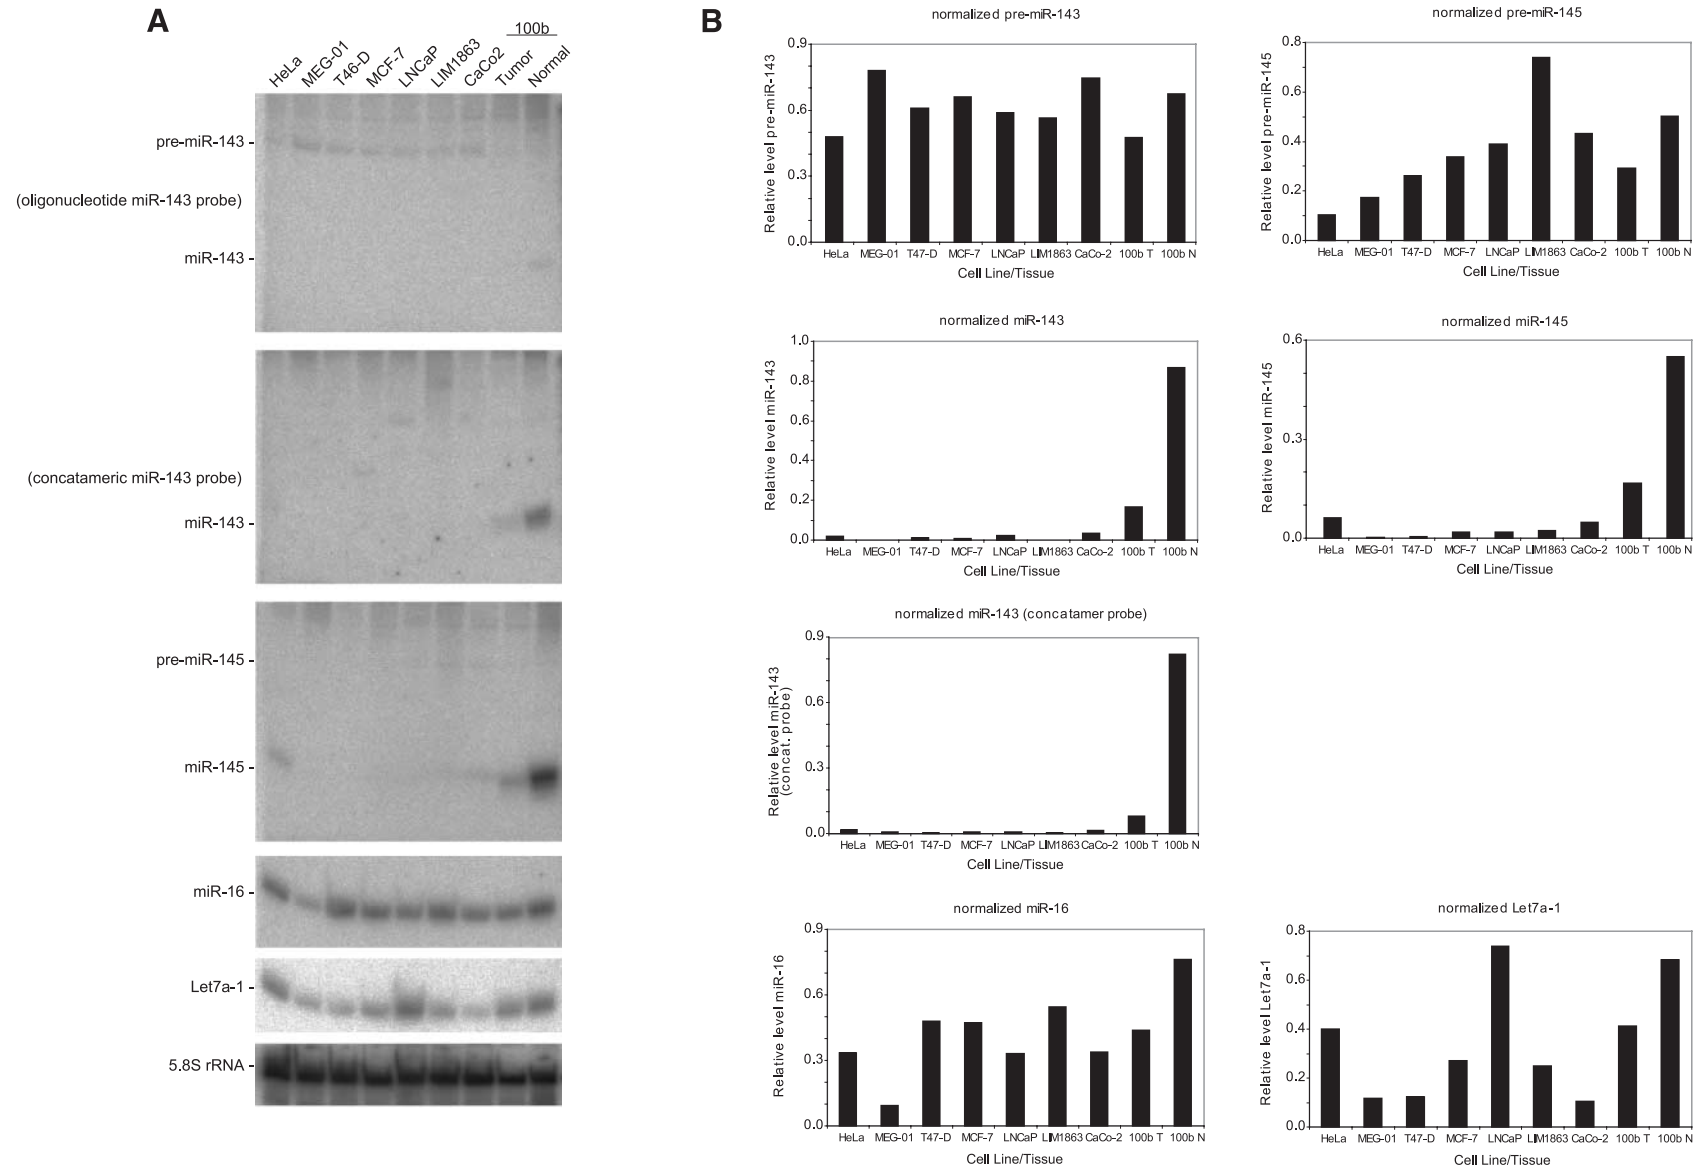 A
100b
HeLa
MEG-01
T46-D
MCF-7
LNCaP
LIM1863
CaCo2
Tumor
Normal
pre-miR-143 -
(oligonucleotide miR-143 probe)
miR-143 -
(concatameric miR-143 probe)
miR-143 -
pre-miR-145 -
miR-145 -
miR-16 -
Let7a-1 -
5.8S rRNA -
B
normalized pre-miR-143
Relative level pre-miR-143
0.9
0.6
0.3
0.0
HeLa MEG-01 T47-D MCF-7 LNCaP LIM1863 CaCo-2 100b T 100b N
Cell Line/Tissue
normalized pre-miR-145
Relative level pre-miR-145
0.8
0.6
0.4
0.2
0.0
HeLa MEG-01 T47-D MCF-7 LNCaP LIM1863 CaCo-2 100b T 100b N
Cell Line/Tissue
normalized miR-143
Relative level miR-143
1.0
0.8
0.6
0.4
0.2
0.0
HeLa MEG-01 T47-D MCF-7 LNCaP LIM1863 CaCo-2 100b T 100b N
Cell Line/Tissue
normalized miR-145
Relative level miR-145
0.6
0.3
0.0
HeLa MEG-01 T47-D MCF-7 LNCaP LIM1863 CaCo-2 100b T 100b N
Cell Line/Tissue
normalized miR-143 (concatamer probe)
Relative level miR-143
(concat. probe)
0.9
0.6
0.3
0.0
HeLa MEG-01 T47-D MCF-7 LNCaP LIM1863 CaCo-2 100b T 100b N
Cell Line/Tissue
normalized miR-16
Relative level miR-16
0.9
0.6
0.3
0.0
HeLa MEG-01 T47-D MCF-7 LNCaP LIM1863 CaCo-2 100b T 100b N
Cell Line/Tissue
normalized Let7a-1
Relative level Let7a-1
0.8
0.6
0.4
0.2
0.0
HeLa MEG-01 T47-D MCF-7 LNCaP LIM1863 CaCo-2 100b T 100b N
Cell Line/Tissue